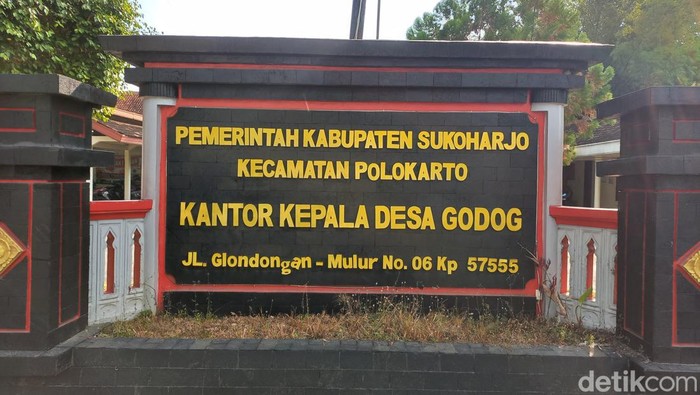 PEMERINTAH KABUPATEN SUKOHARJO
KECAMATAN POLOKARTO
KANTOR KEPALA DESA GODOG
JL. Glondongan - Mulur No. 06 Kp 57555
detikcom